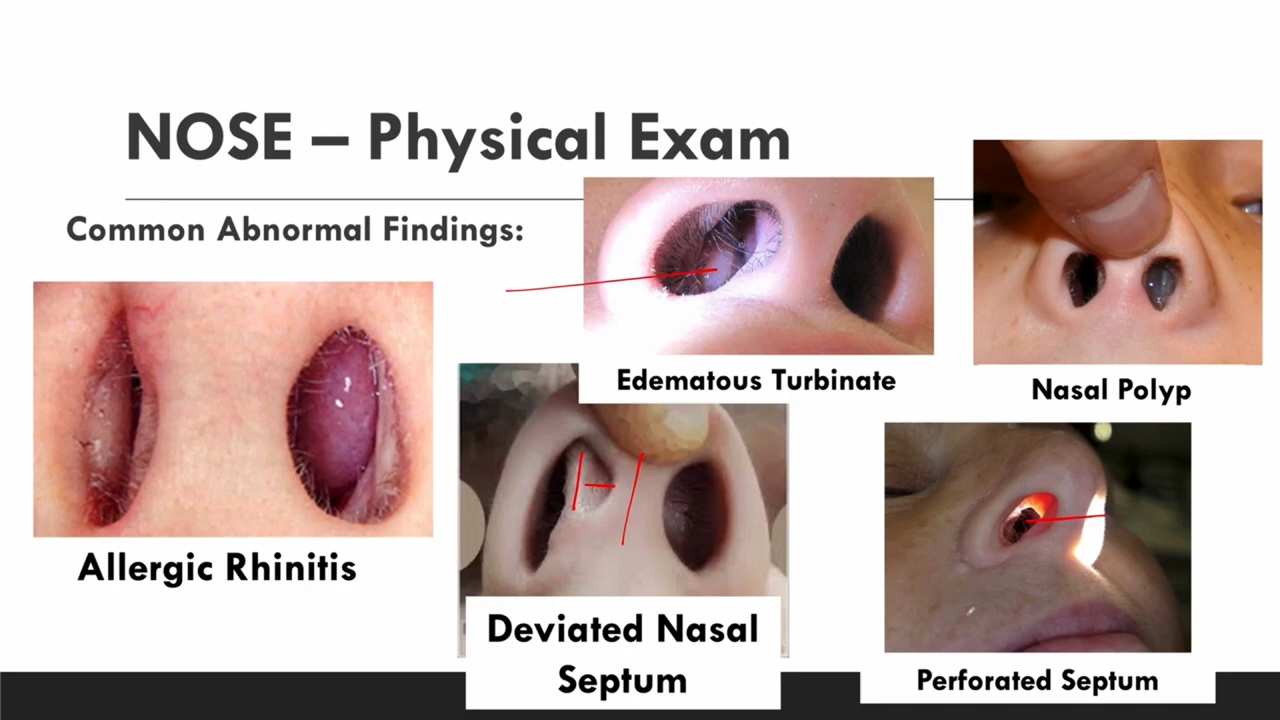 NOSE – Physical Exam
Common Abnormal Findings:
Edematous Turbinate
Nasal Polyp
Allergic Rhinitis
Deviated Nasal
Septum
Perforated Septum